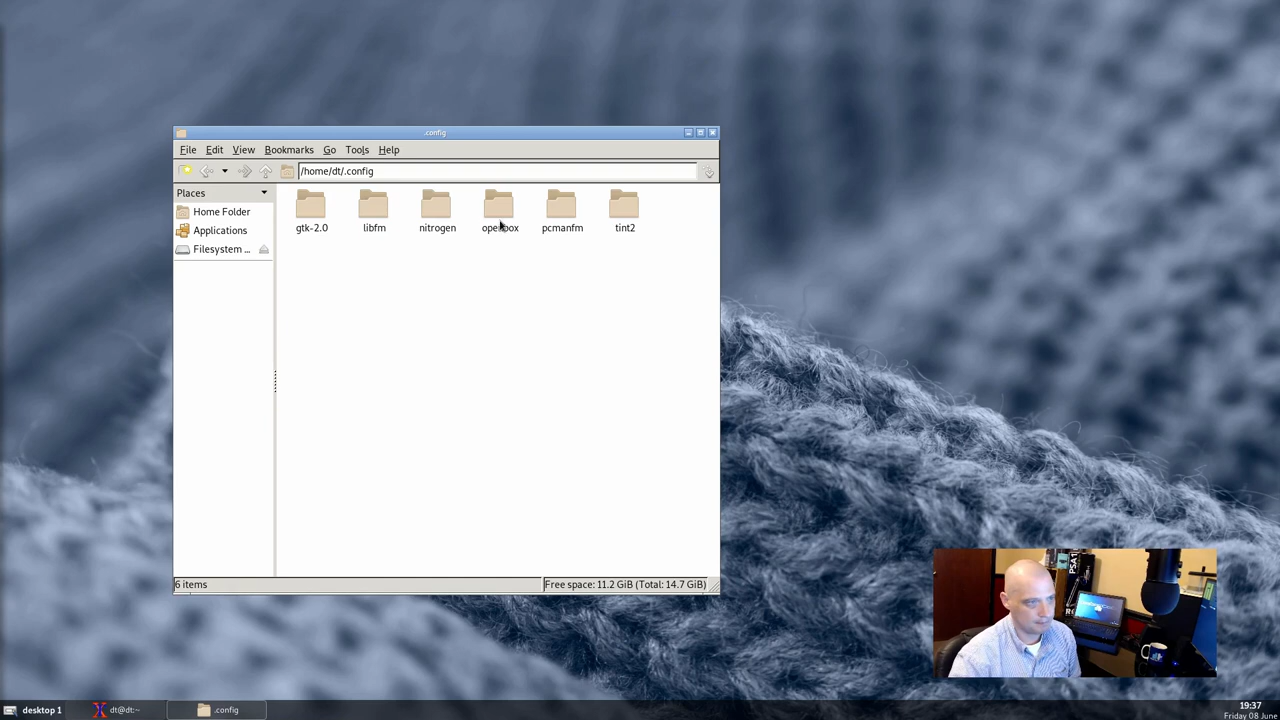 .config
File Edit View Bookmarks Go Tools Help
/home/dt/.config
Places
Home Folder
Applications
Filesystem ...
gtk-2.0 libfm nitrogen openbox pcmanfm tint2
6 items
Free space: 11.2 GiB (Total: 14.7 GiB)
PSA1
desktop 1
dt@dt:~
.config
19:37
Friday 08 June